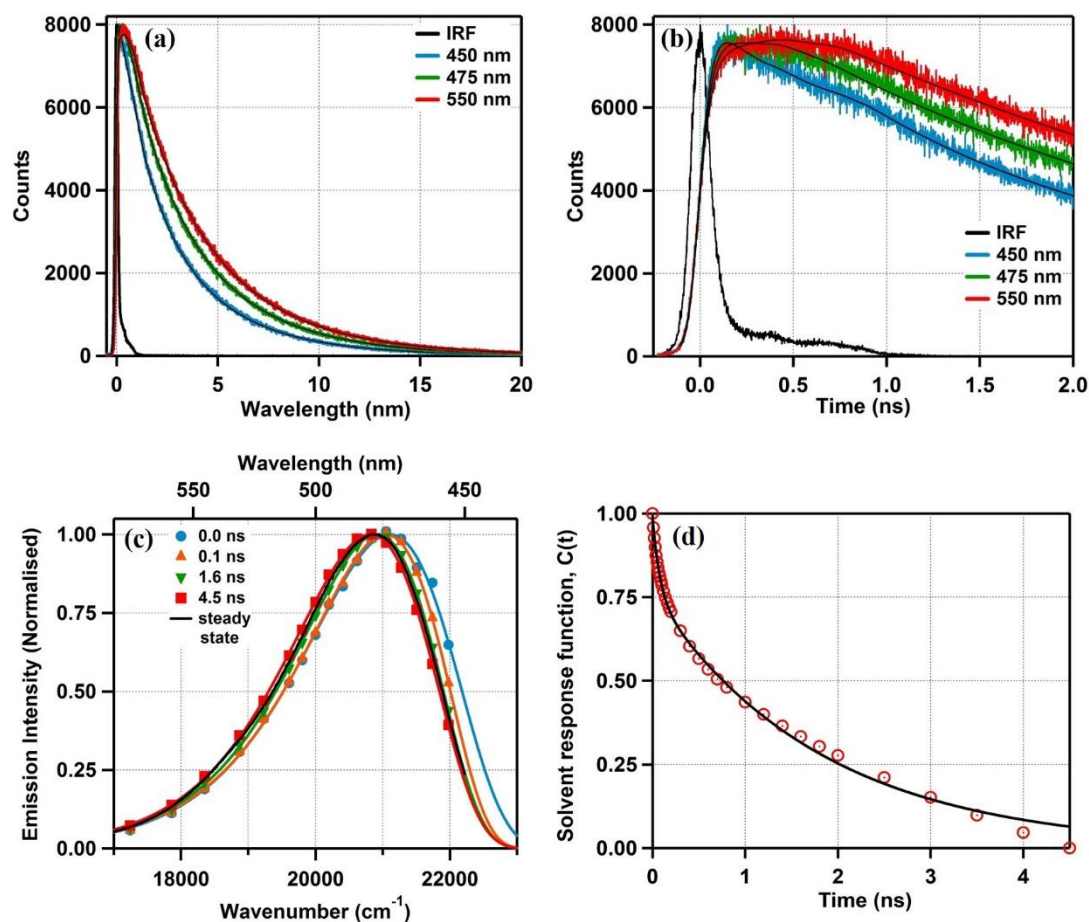 (a)
IRF
450 nm
475 nm
550 nm
8000
6000
4000
2000
0
Counts
0
5
10
15
20
Wavelength (nm)
(b)
IRF
450 nm
475 nm
550 nm
8000
6000
4000
2000
0
Counts
0.0
0.5
1.0
1.5
2.0
Time (ns)
Wavelength (nm)
550
500
450
(c)
0.0 ns
0.1 ns
1.6 ns
4.5 ns
steady
state
1.00
0.75
0.50
0.25
0.00
Emission Intensity (Normalised)
18000
20000
22000
Wavenumber (cm⁻¹)
(d)
1.00
0.75
0.50
0.25
0.00
Solvent response function, C(t)
0
1
2
3
4
Time (ns)